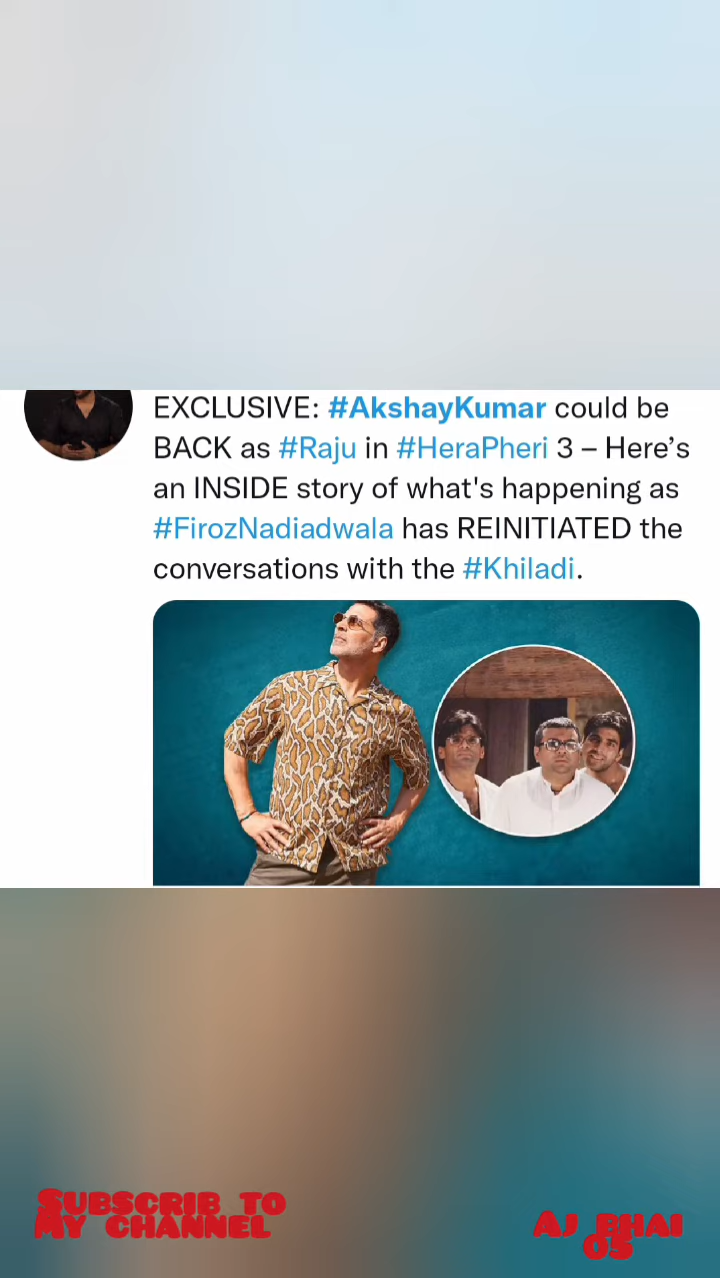 EXCLUSIVE: #AkshayKumar could be
BACK as #Raju in #HeraPheri 3 – Here’s
an INSIDE story of what's happening as
#FirozNadiadwala has REINITIATED the
conversations with the #Khiladi.
SUBSCRIB TO
MY CHANNEL
AJ BHAI
05